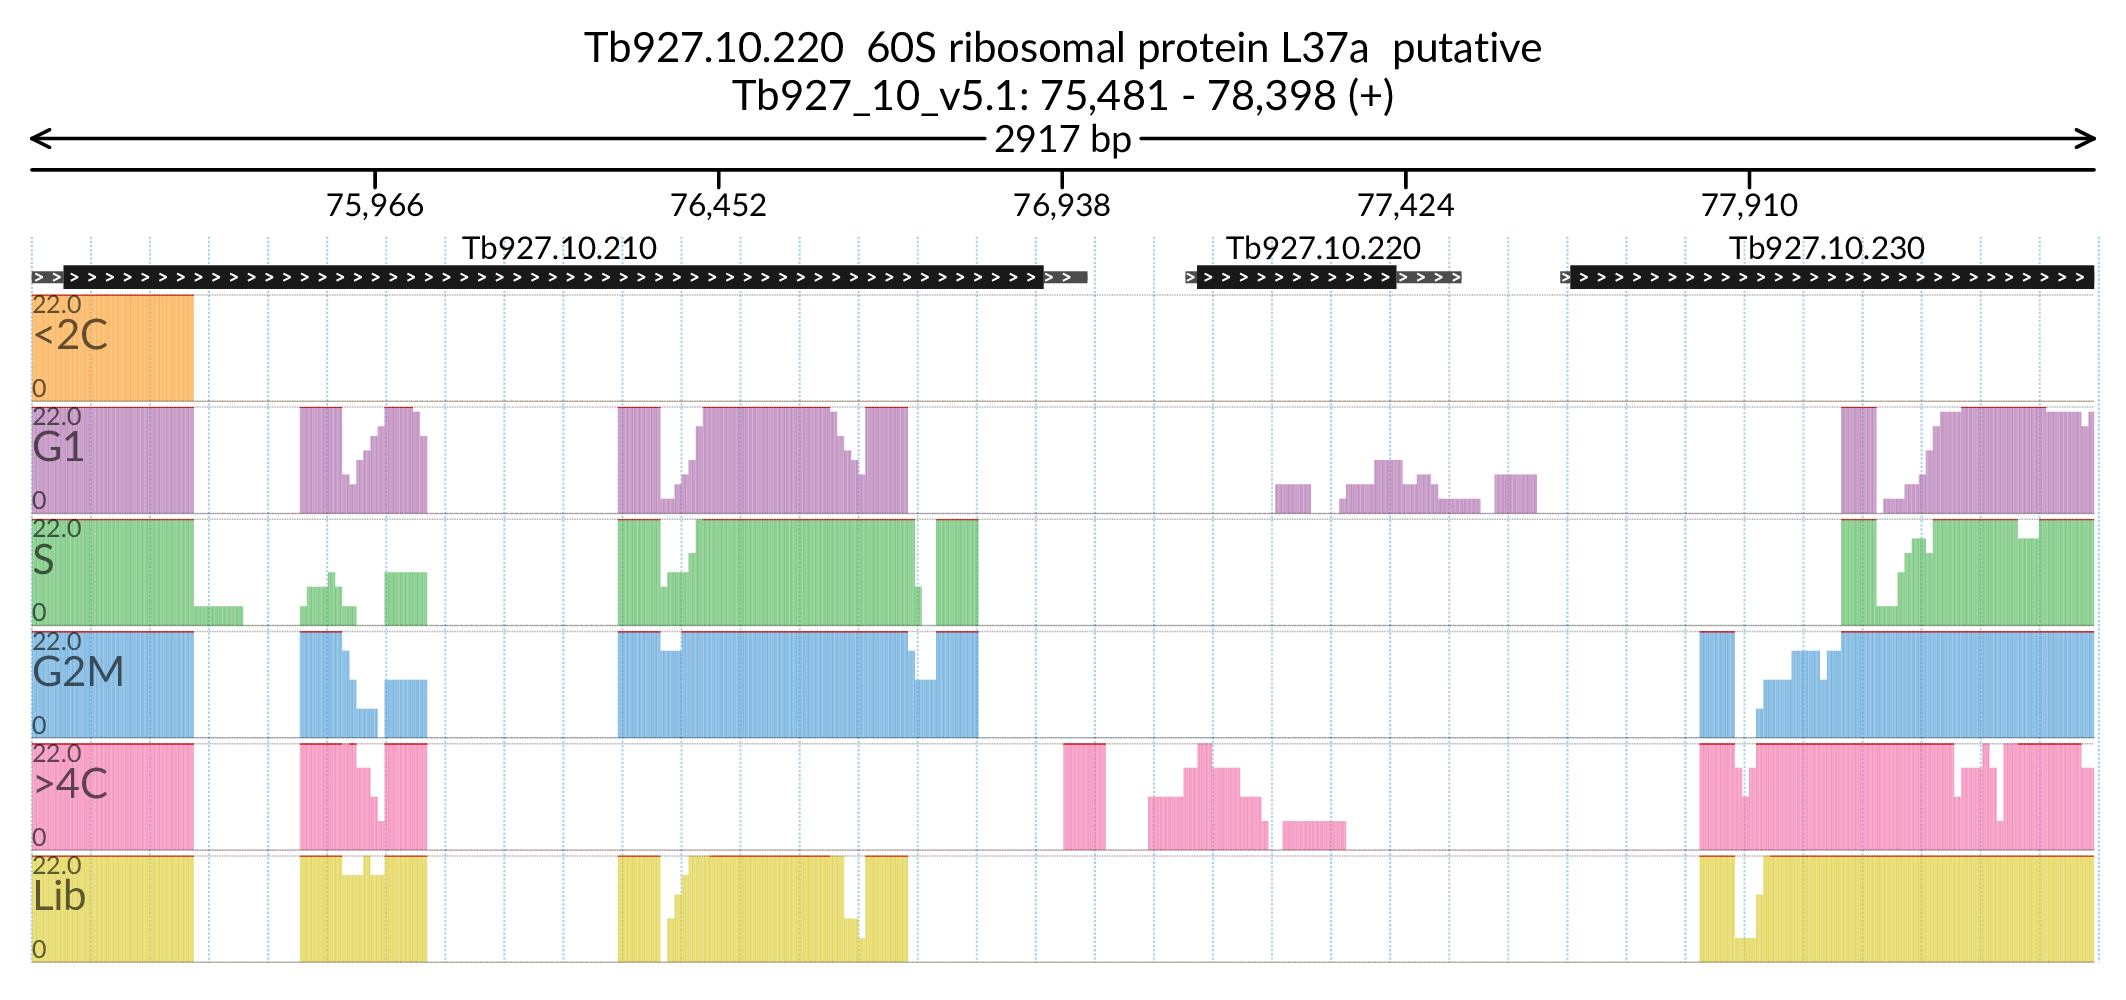 Tb927.10.220  60S ribosomal protein L37a  putative
Tb927_10_v5.1: 75,481 - 78,398 (+)
2917 bp
75,966 76,452 76,938 77,424 77,910
Tb927.10.210 Tb927.10.220 Tb927.10.230
22.0
<2C
0
22.0
G1
0
22.0
S
0
22.0
G2M
0
22.0
>4C
0
22.0
Lib
0